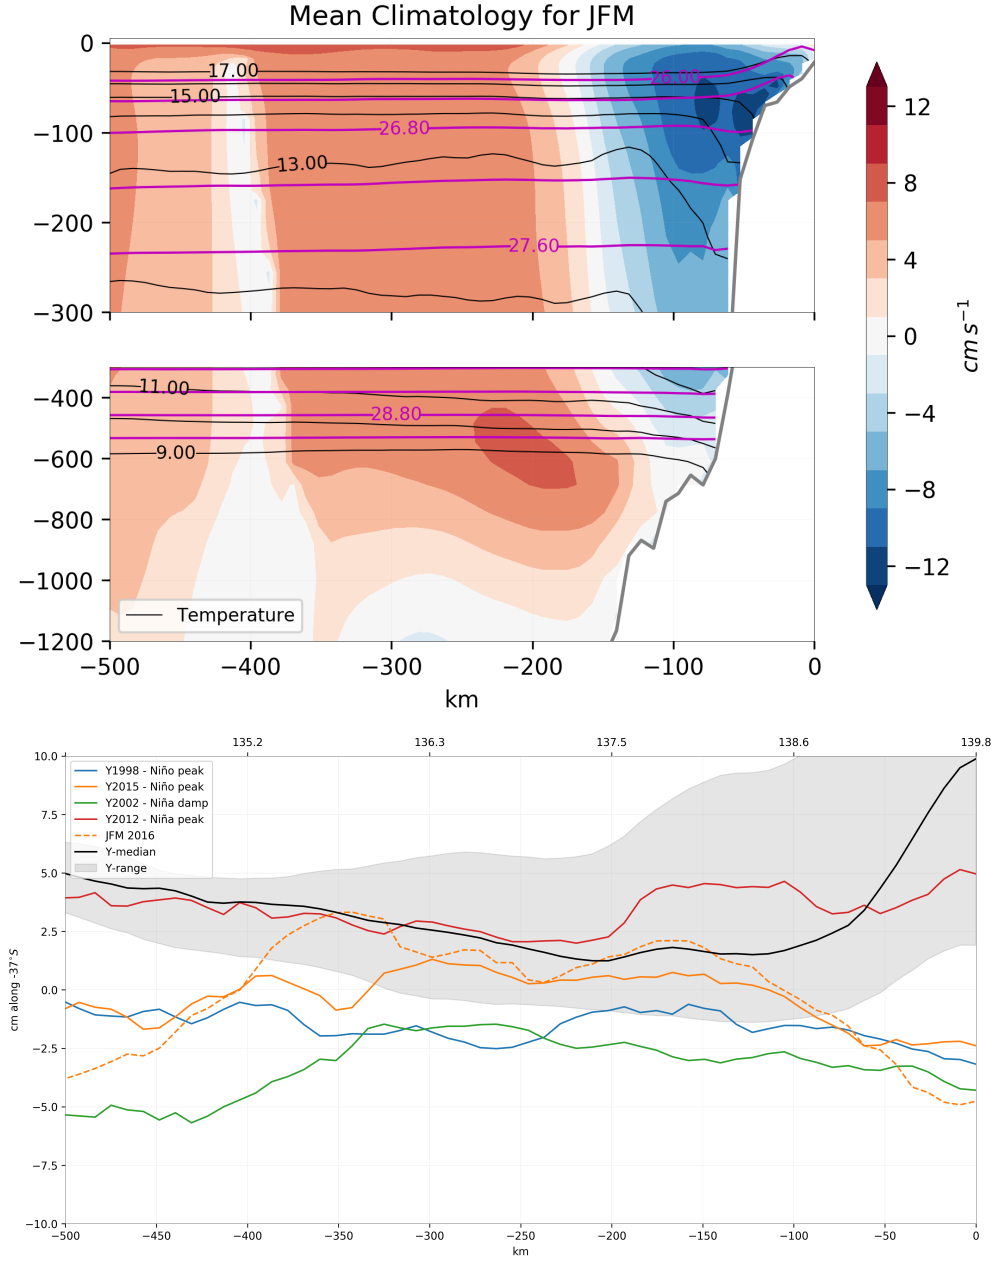 Mean Climatology for JFM
0
−100
−200
−300
17.00
15.00
13.00
26.00
26.80
27.60
−400
−600
−800
−1000
−1200
11.00
28.80
9.00
Temperature
−500 −400 −300 −200 −100 0
km
12
8
4
0
−4
−8
−12
cm s⁻¹
135.2 136.3 137.5 138.6 139.8
10.0
7.5
5.0
2.5
0.0
−2.5
−5.0
−7.5
−10.0
cm along -37°S
Y1998 - Niño peak
Y2015 - Niño peak
Y2002 - Niña damp
Y2012 - Niña peak
JFM 2016
Y-median
Y-range
−500 −450 −400 −350 −300 −250 −200 −150 −100 −50 0
km